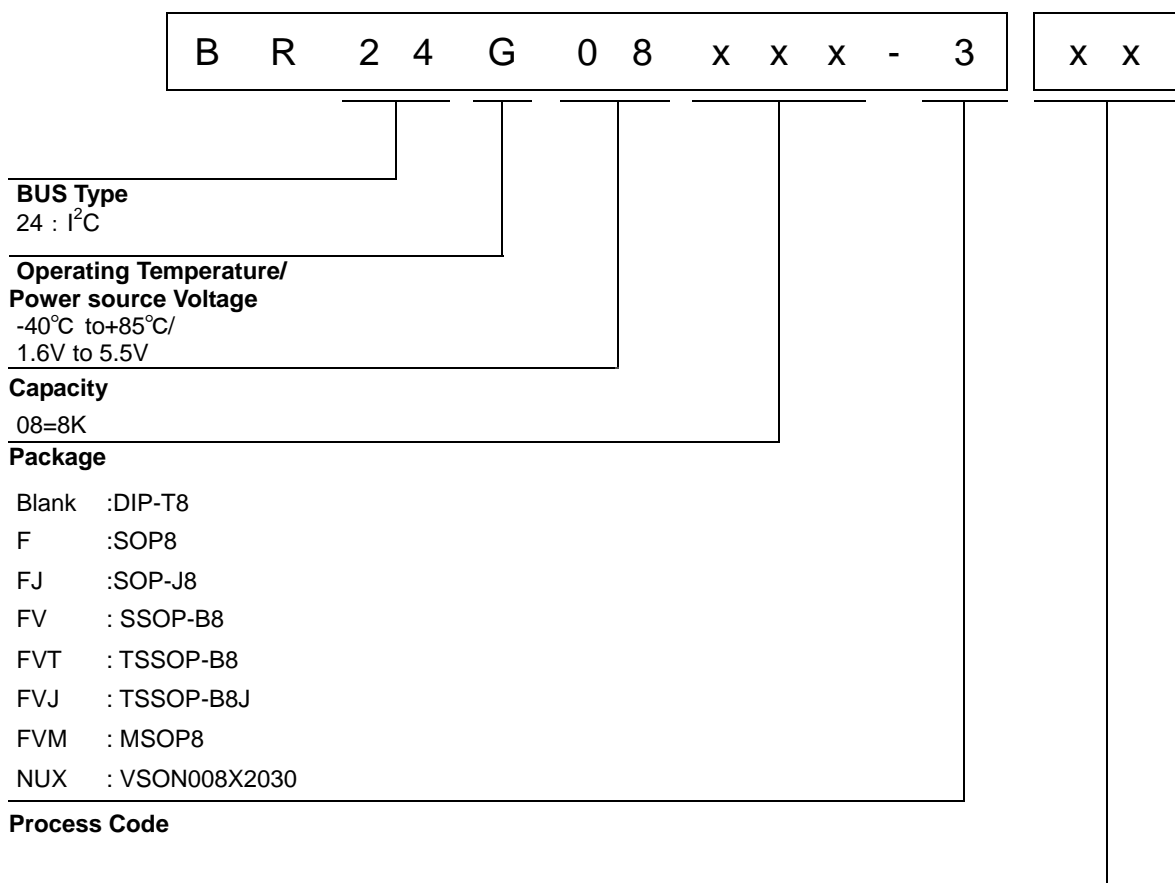 B R 2 4 G 0 8 x x x - 3 x x
BUS Type
24 : I²C
Operating Temperature/
Power source Voltage
-40℃ to+85℃/
1.6V to 5.5V
Capacity
08=8K
Package
Blank :DIP-T8
F :SOP8
FJ :SOP-J8
FV : SSOP-B8
FVT : TSSOP-B8
FVJ : TSSOP-B8J
FVM : MSOP8
NUX : VSON008X2030
Process Code